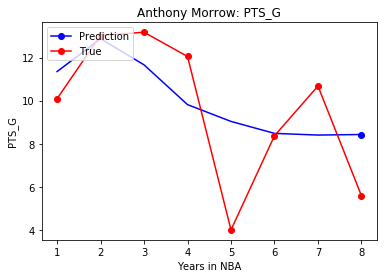 Anthony Morrow: PTS_G
Prediction
True
12
10
8
6
4
PTS_G
1 2 3 4 5 6 7 8
Years in NBA